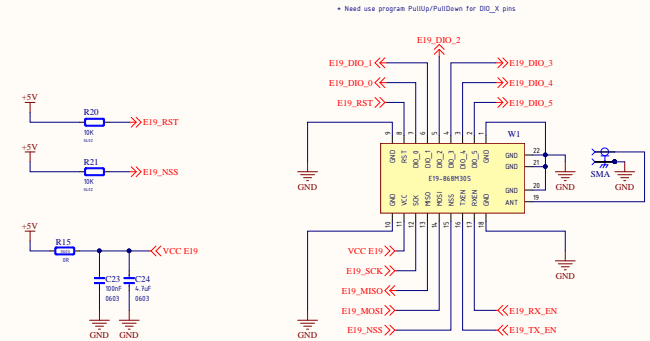 * Need use program PullUp/PullDown for DIO_X pins
E19_DIO_2
E19_DIO_1
E19_DIO_3
E19_DIO_0
E19_DIO_4
E19_RST
E19_DIO_5
+5V
R20
E19_RST
10K
+5V
R21
E19_NSS
10K
+5V
R15
VCC E19
0R
C23
100nF
0603
C24
4.7uF
0603
GND
GND
9
8
7
6
5
4
3
2
1
W1
GND
RST
DIO_0
DIO_1
DIO_2
DIO_3
DIO_4
DIO_5
GND
E19-868M30S
GND
22
GND
21
GND
20
ANT
19
GND
VCC
SCK
MISO
MOSI
NSS
TXEN
RXEN
GND
10
11
12
13
14
15
16
17
18
GND
GND
SMA
GND
VCC E19
E19_SCK
E19_MISO
E19_MOSI
E19_NSS
E19_RX_EN
E19_TX_EN
GND
GND